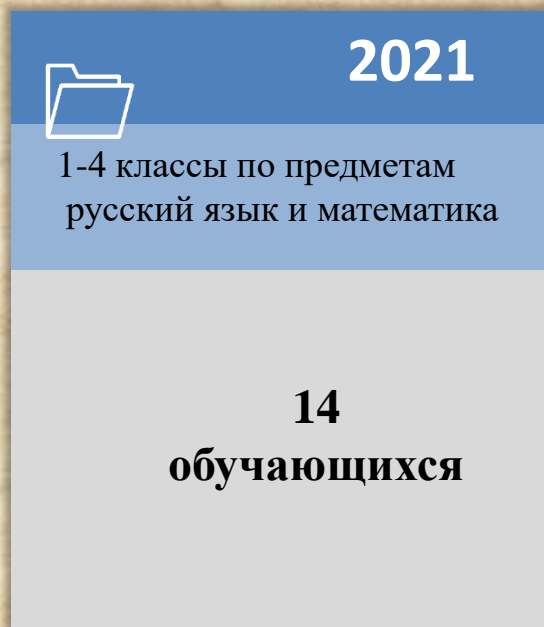 2021
1-4 классы по предметам
русский язык и математика
14
обучающихся